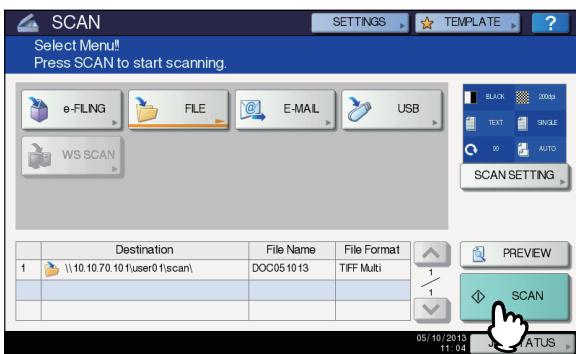 SCAN
SETTINGS
TEMPLATE
?
Select Menu!!
Press SCAN to start scanning.
e-FILING
FILE
E-MAIL
USB
BLACK
200dpi
TEXT
SINGLE
90
AUTO
WS SCAN
SCAN SETTING
Destination File Name File Format
1 \\10.10.70.101\user01\scan\ DOC051013 TIFF Multi
1
1
PREVIEW
SCAN
05/10/2013
11:04